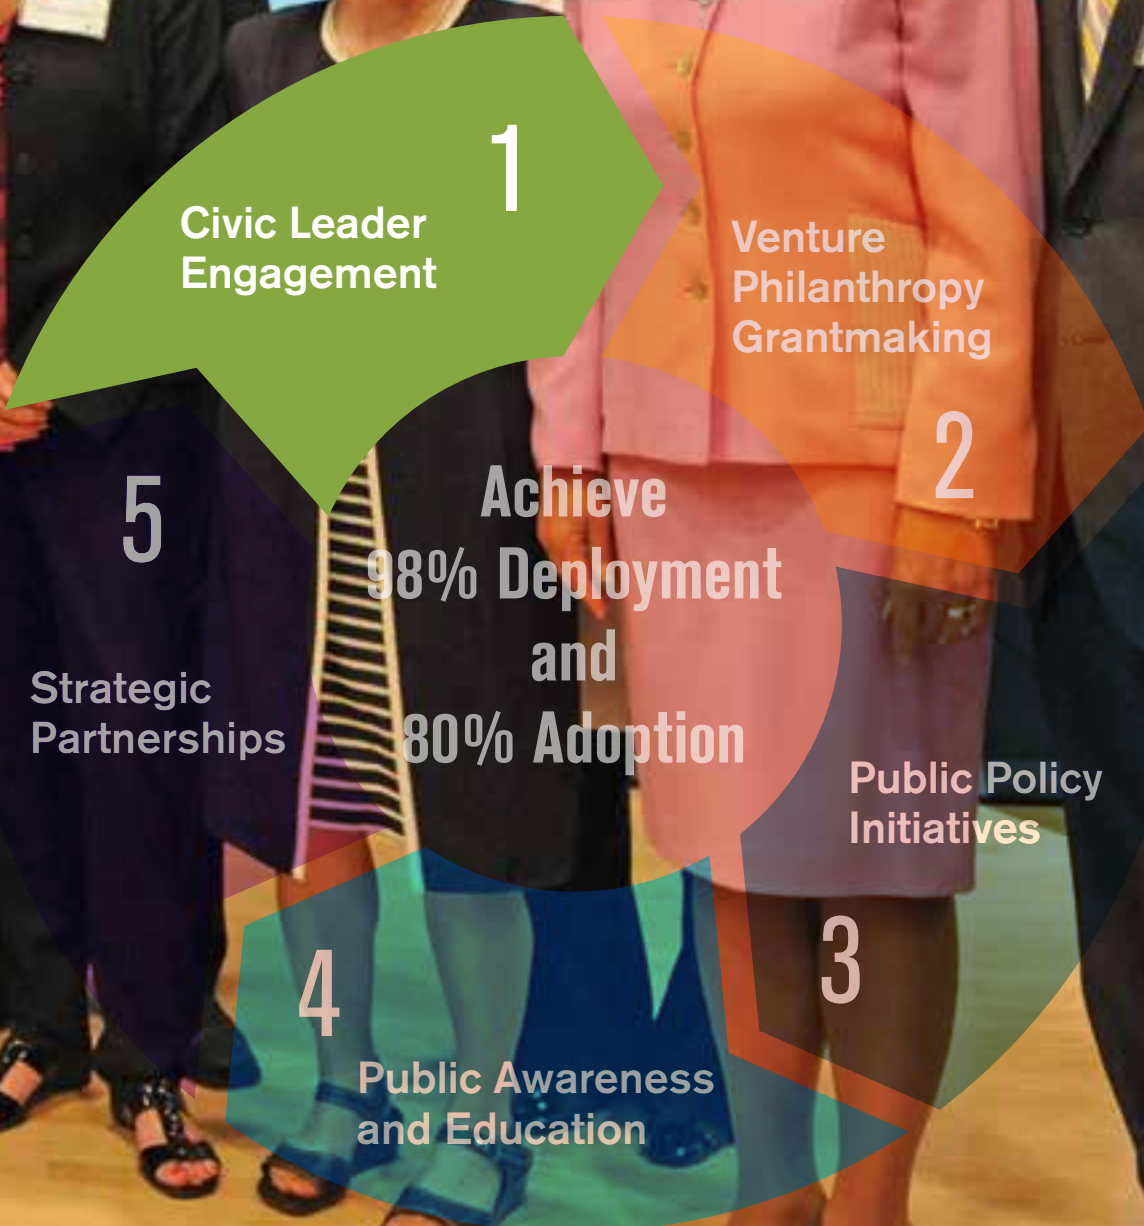 1
Civic Leader
Engagement
Venture
Philanthropy
Grantmaking
2
Achieve
98% Deployment
and
80% Adoption
5
Strategic
Partnerships
Public Policy
Initiatives
3
4
Public Awareness
and Education